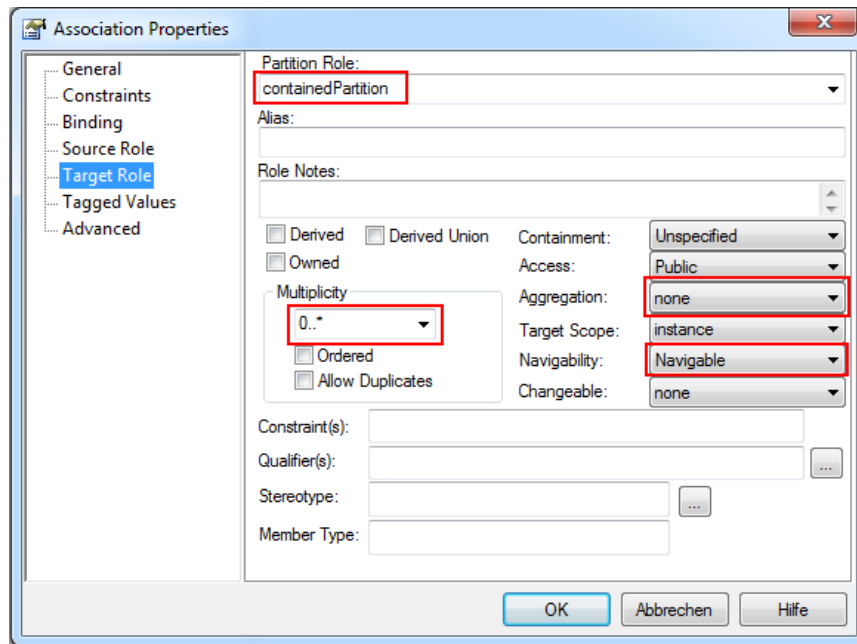 Association Properties
General
Constraints
Binding
Source Role
Target Role
Tagged Values
Advanced
Partition Role:
containedPartition
Alias:
Role Notes:
Derived
Derived Union
Containment: Unspecified
Owned
Access: Public
Multiplicity
Aggregation: none
0..*
Target Scope: instance
Ordered
Navigability: Navigable
Allow Duplicates
Changeable: none
Constraint(s):
Qualifier(s):
...
Stereotype:
...
Member Type:
OK
Abbrechen
Hilfe